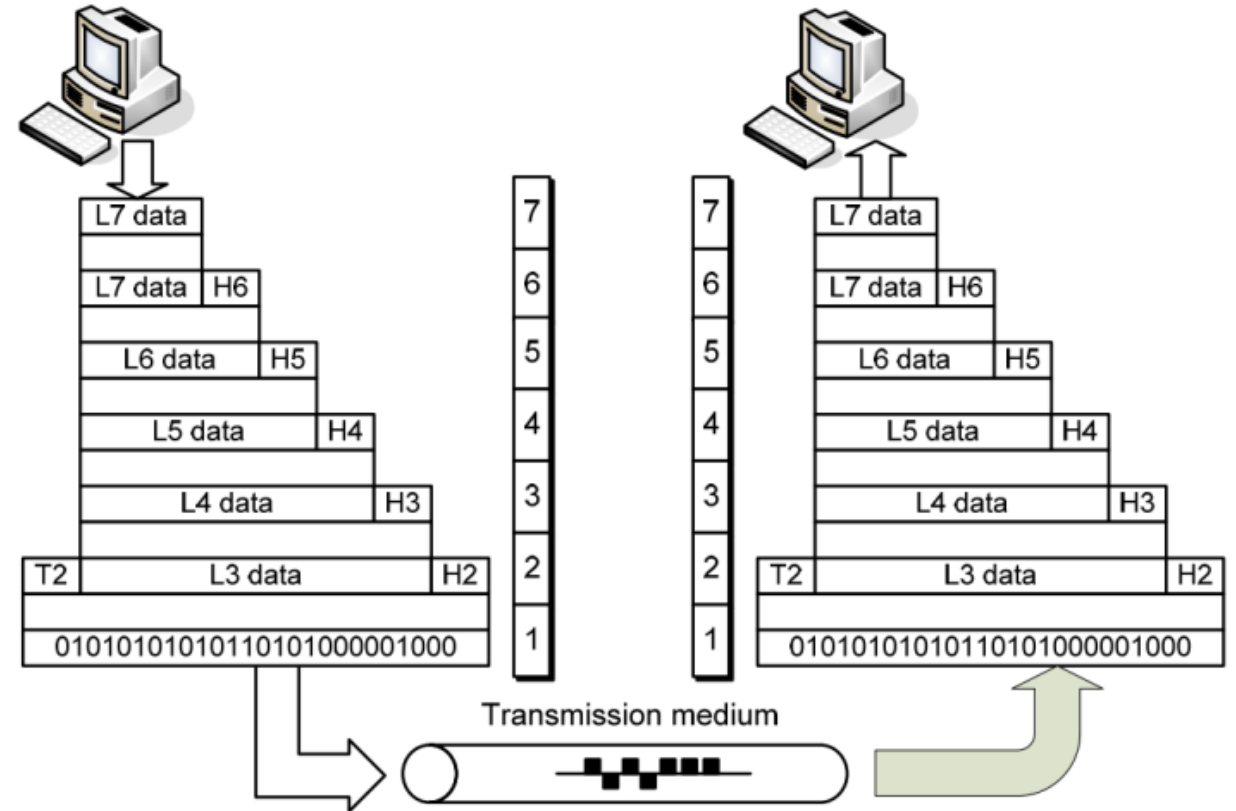 L7 data
L7 data H6
L6 data H5
L5 data H4
L4 data H3
T2 L3 data H2
0101010101011010100001000
7
6
5
4
3
2
1
7
6
5
4
3
2
1
L7 data
L7 data H6
L6 data H5
L5 data H4
L4 data H3
T2 L3 data H2
0101010101011010100001000
Transmission medium